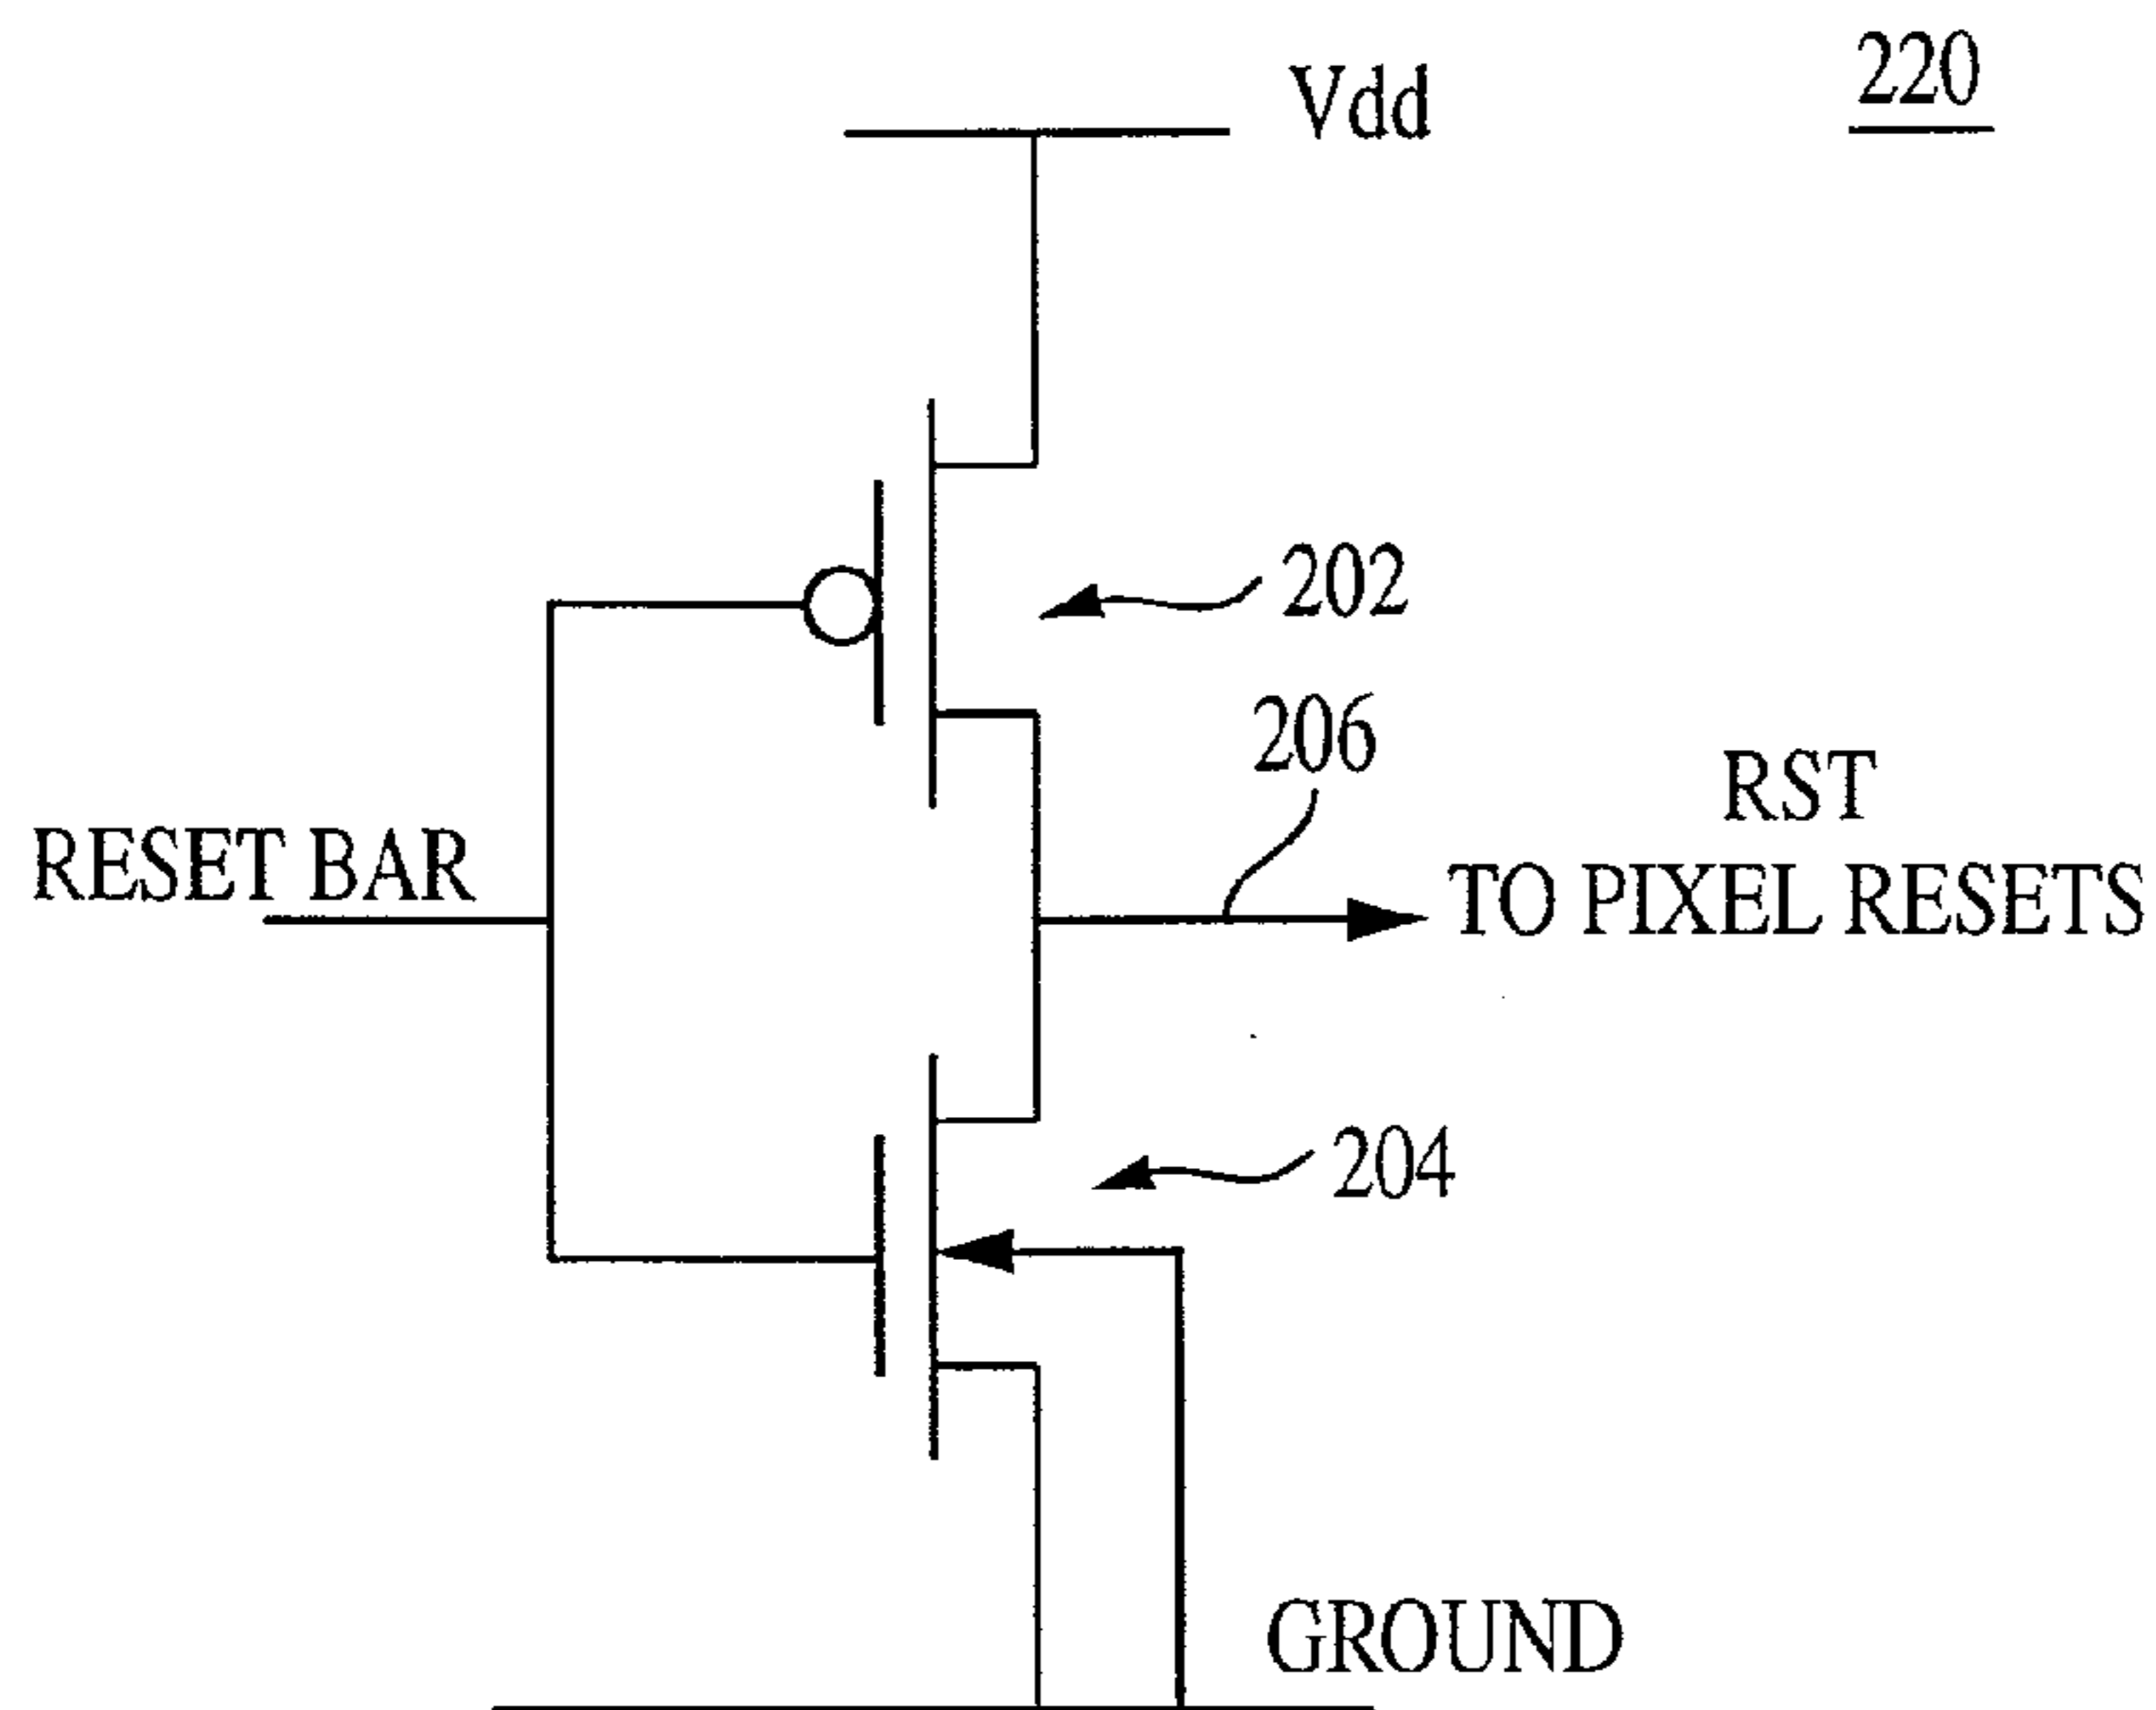 220
Vdd
202
206
RST
RESET BAR
TO PIXEL RESETS
204
GROUND